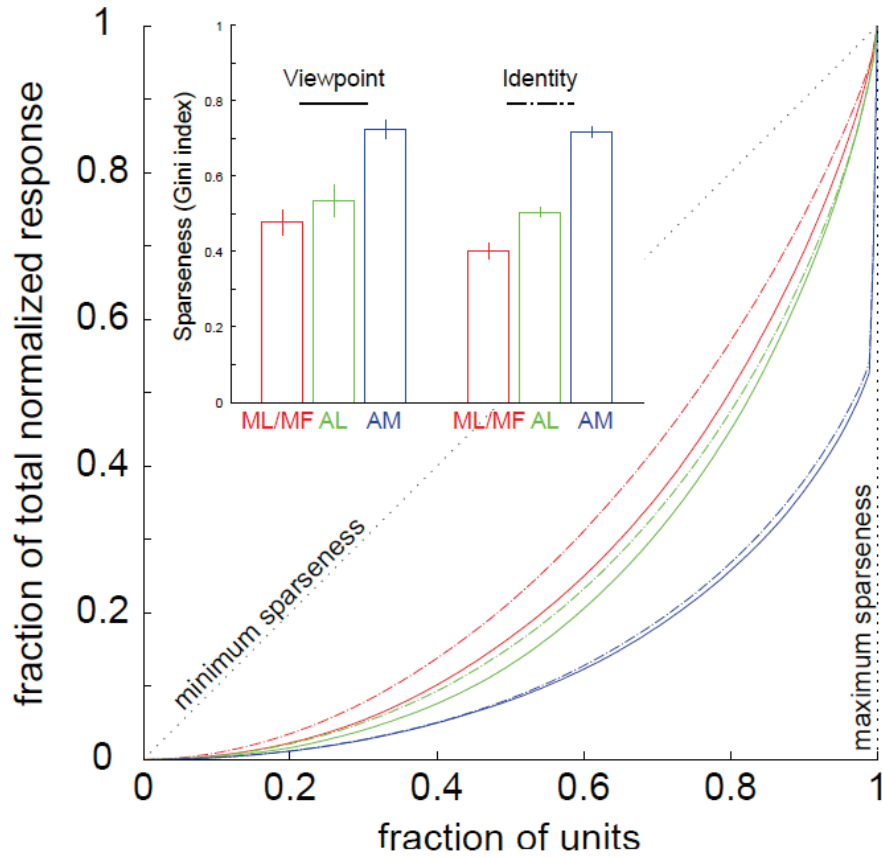 1
0.8
0.6
0.4
0.2
0
fraction of total normalized response
0
0.2
0.4
0.6
0.8
1
fraction of units
minimum sparseness
maximum sparseness
1
0.8
0.6
0.4
0.2
0
Sparseness (Gini index)
Viewpoint
Identity
ML/MF AL AM
ML/MF AL AM